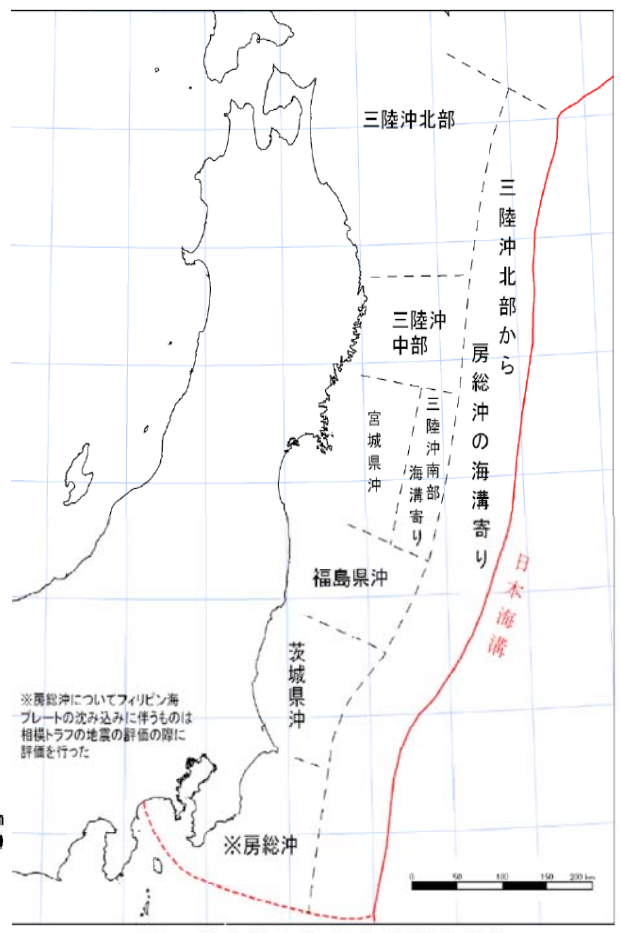 三陸沖北部
三陸沖北部から
房総沖の海溝寄り
三陸沖
中部
宮城県沖
三陸沖南部
海溝寄り
福島県沖
日本海溝
茨城県沖
※房総沖についてフィリピン海
プレートの沈み込みに伴うものは
相模トラフの地震の評価の際に
評価を行った
※房総沖
0 50 100 150 200 km